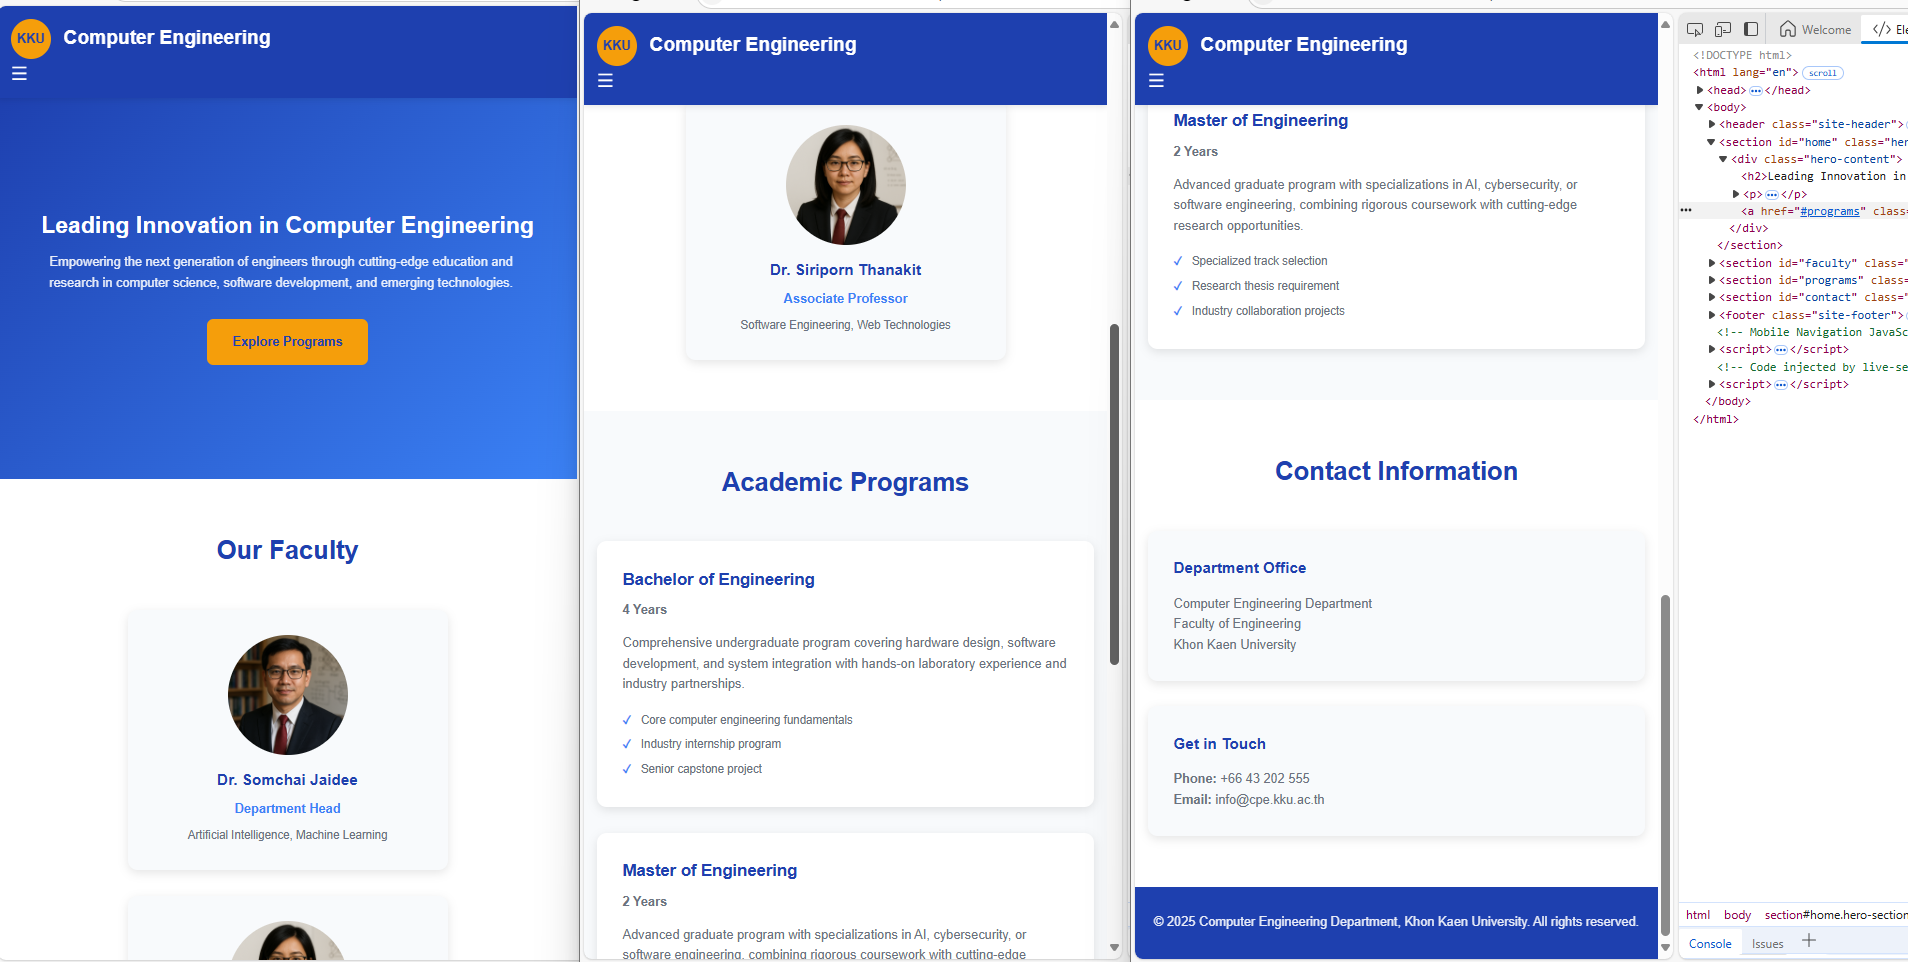 KKU Computer Engineering
☰
Leading Innovation in Computer Engineering
Empowering the next generation of engineers through cutting-edge education and
research in computer science, software development, and emerging technologies.
Explore Programs
Our Faculty
Dr. Somchai Jaidee
Department Head
Artificial Intelligence, Machine Learning
KKU Computer Engineering
☰
Dr. Siriporn Thanakit
Associate Professor
Software Engineering, Web Technologies
Academic Programs
Bachelor of Engineering
4 Years
Comprehensive undergraduate program covering hardware design, software
development, and system integration with hands-on laboratory experience and
industry partnerships.
✓ Core computer engineering fundamentals
✓ Industry internship program
✓ Senior capstone project
Master of Engineering
2 Years
Advanced graduate program with specializations in AI, cybersecurity, or
software engineering, combining rigorous coursework with cutting-edge
KKU Computer Engineering
☰
Master of Engineering
2 Years
Advanced graduate program with specializations in AI, cybersecurity, or
software engineering, combining rigorous coursework with cutting-edge
research opportunities.
✓ Specialized track selection
✓ Research thesis requirement
✓ Industry collaboration projects
Contact Information
Department Office
Computer Engineering Department
Faculty of Engineering
Khon Kaen University
Get in Touch
Phone: +66 43 202 555
Email: info@cpe.kku.ac.th
© 2025 Computer Engineering Department, Khon Kaen University. All rights reserved.
Welcome </> Ele
<!DOCTYPE html>
<html lang="en"> scroll
<head> ••• </head>
<body>
<header class="site-header">
<section id="home" class="her
<div class="hero-content">
<h2>Leading Innovation in
<p> ••• </p>
••• <a href="#programs" class=
</div>
</section>
<section id="faculty" class="
<section id="programs" class=
<section id="contact" class="
<footer class="site-footer">
<!-- Mobile Navigation JavaSc
<script> ••• </script>
<!-- Code injected by live-se
<script> ••• </script>
</body>
</html>
html body section#home.hero-section
Console Issues +